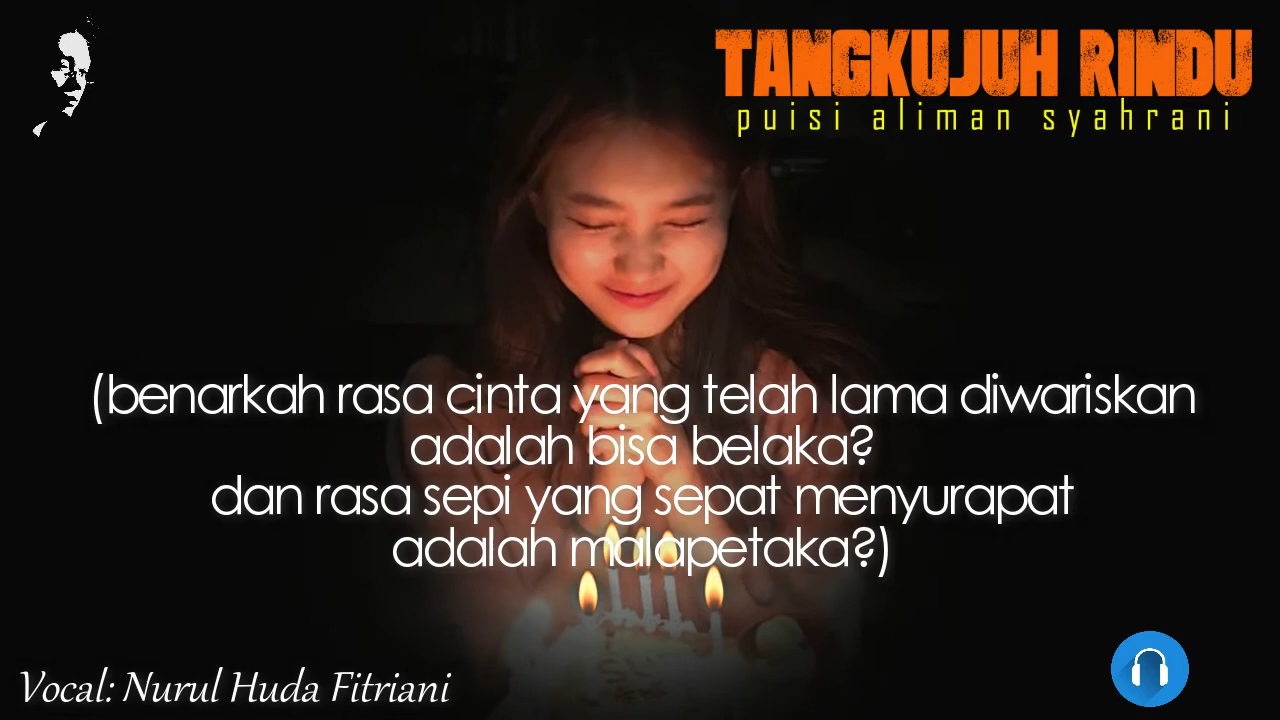 TANGKUJUH RINDU
puisi aliman syahrani
(benarkah rasa cinta yang telah lama diwariskan
adalah bisa belaka?
dan rasa sepi yang sepat menyurapat
adalah malapetaka?)
Vocal: Nurul Huda Fitriani